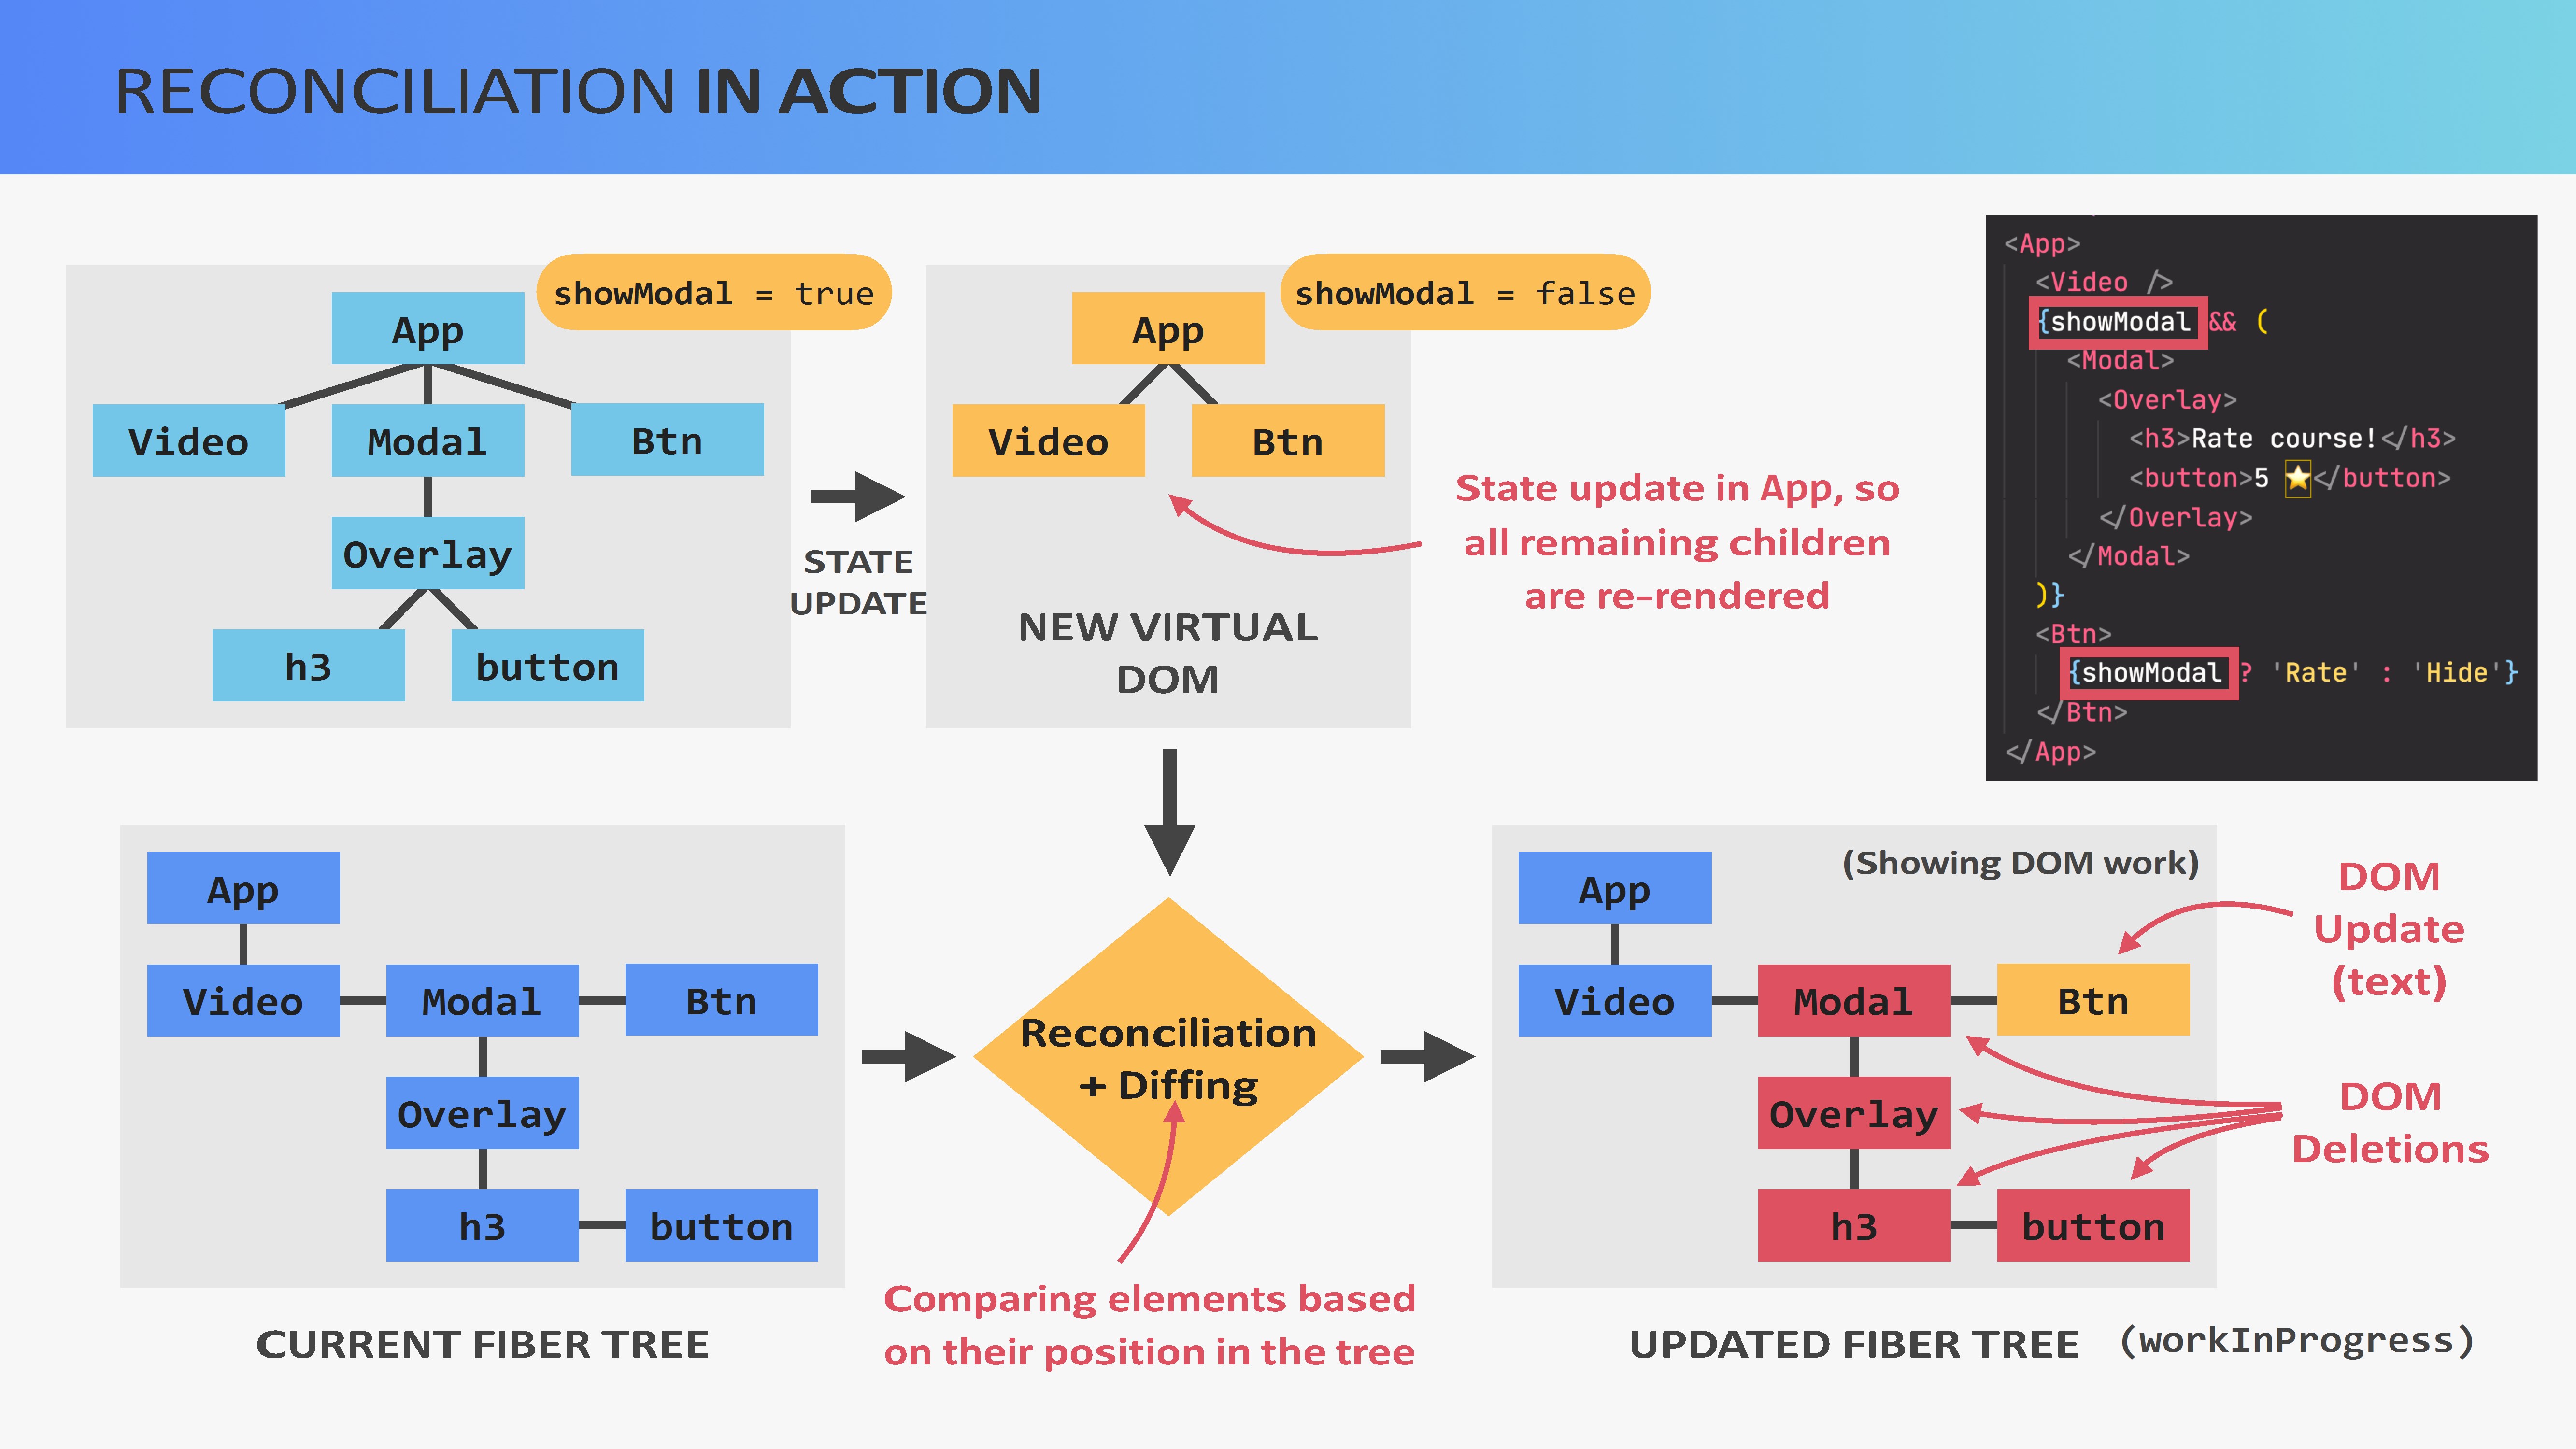 RECONCILIATION IN ACTION
showModal = true
App
Video
Modal
Btn
Overlay
h3
button
STATE
UPDATE
showModal = false
App
Video
Btn
NEW VIRTUAL
DOM
State update in App, so
all remaining children
are re-rendered
<App>
<Video />
{showModal && (
<Modal>
<Overlay>
<h3>Rate course!</h3>
<button>5 ⭐</button>
</Overlay>
</Modal>
)}
<Btn>
{showModal ? 'Rate' : 'Hide'}
</Btn>
</App>
App
Video
Modal
Btn
Overlay
h3
button
CURRENT FIBER TREE
Reconciliation
+ Diffing
Comparing elements based
on their position in the tree
(Showing DOM work)
App
Video
Modal
Btn
Overlay
h3
button
DOM
Update
(text)
DOM
Deletions
UPDATED FIBER TREE (workInProgress)